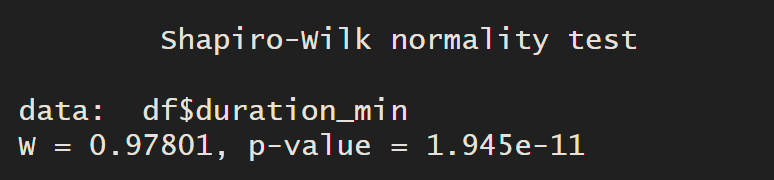 Shapiro-Wilk normality test
data:  df$duration_min
W = 0.97801, p-value = 1.945e-11